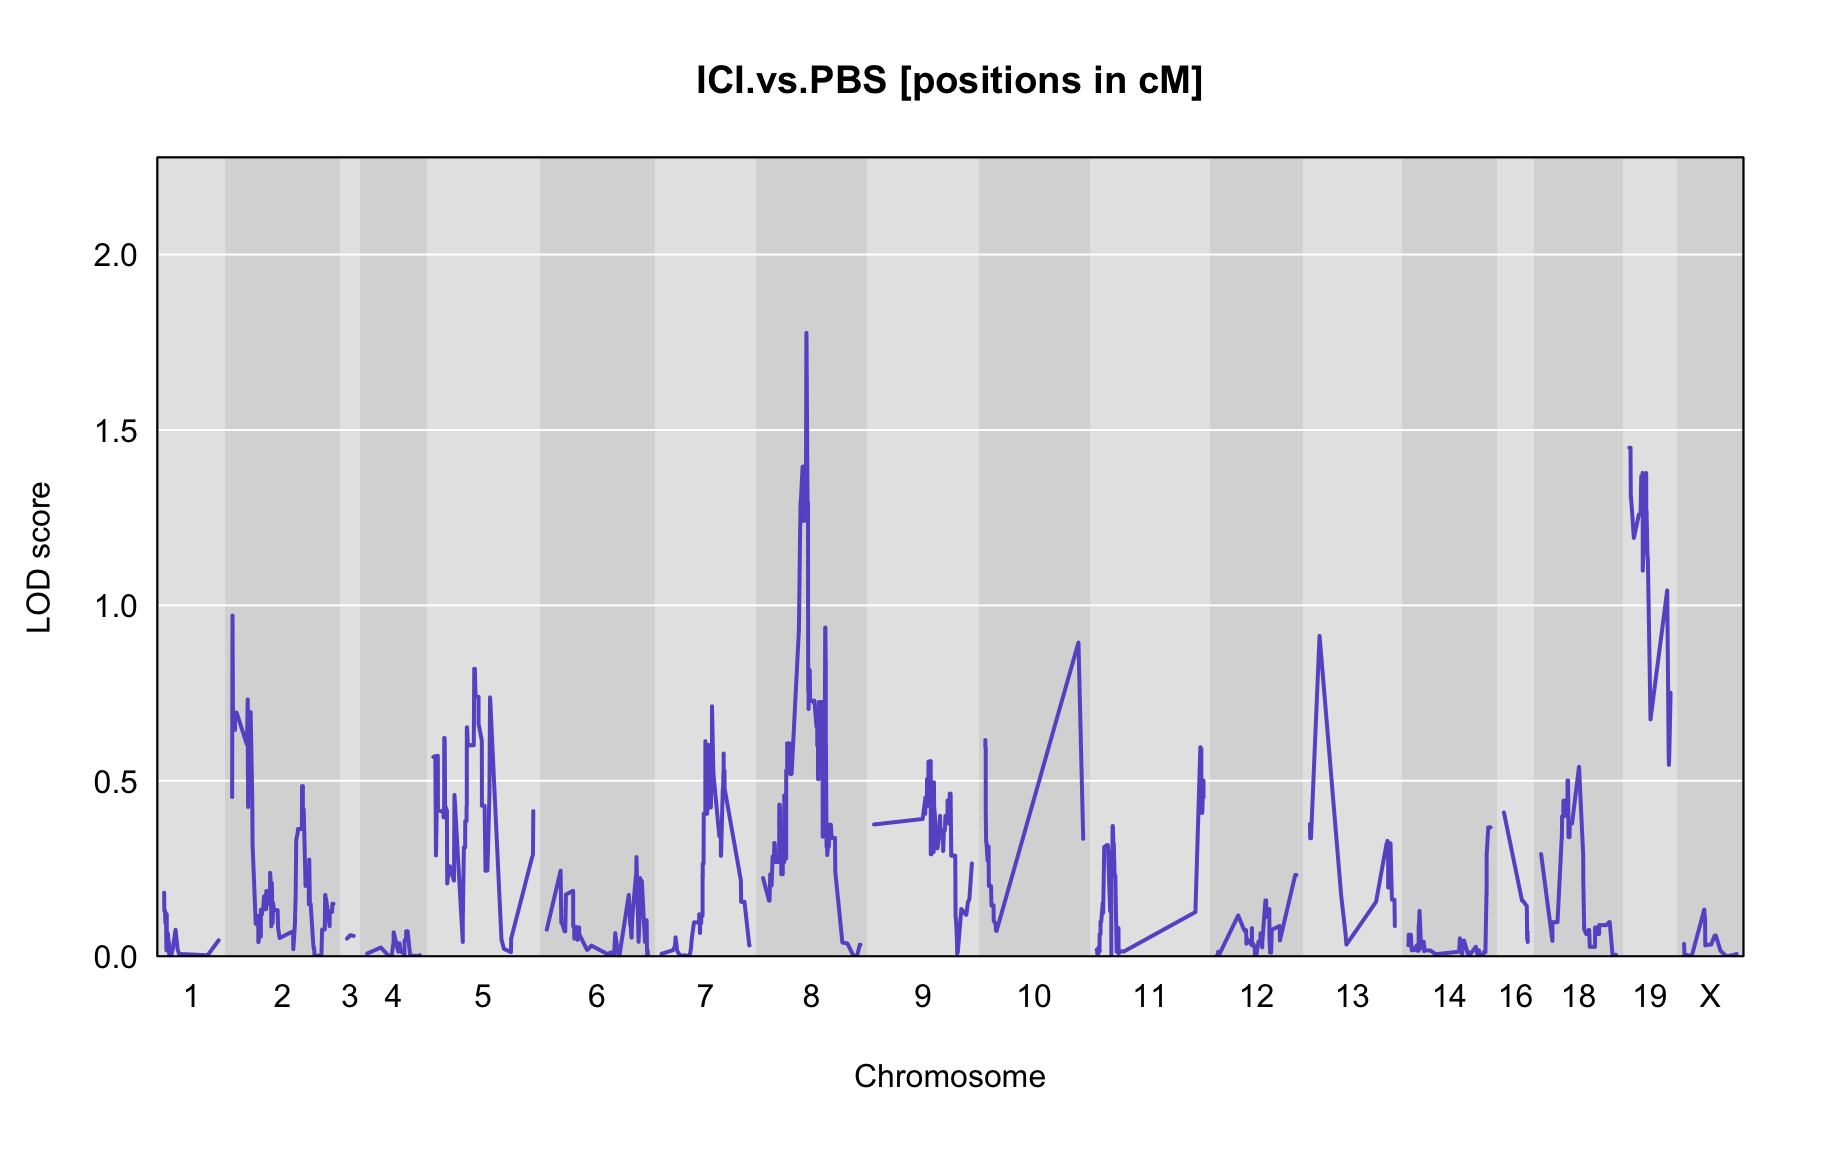 ICI.vs.PBS [positions in cM]
2.0
1.5
1.0
0.5
0.0
LOD score
1 2 3 4 5 6 7 8 9 10 11 12 13 14 16 18 19 X
Chromosome